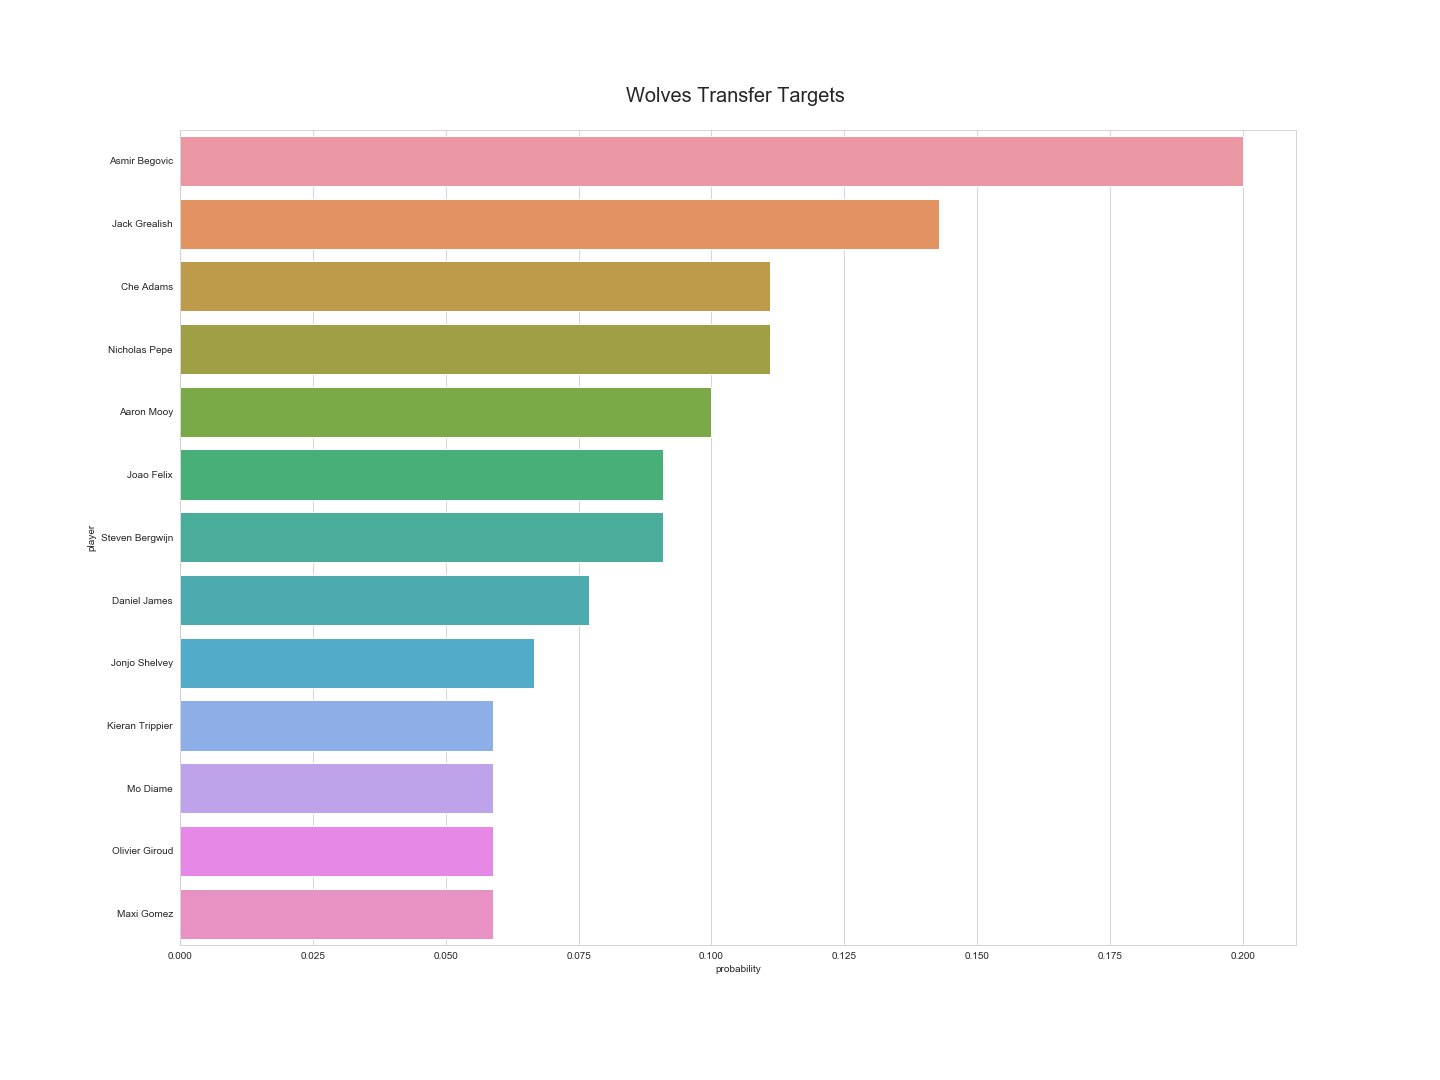 Wolves Transfer Targets
Asmir Begovic
Jack Grealish
Che Adams
Nicholas Pepe
Aaron Mooy
Joao Felix
Steven Bergwijn
Daniel James
Jonjo Shelvey
Kieran Trippier
Mo Diame
Olivier Giroud
Maxi Gomez
player
0.000 0.025 0.050 0.075 0.100 0.125 0.150 0.175 0.200
probability